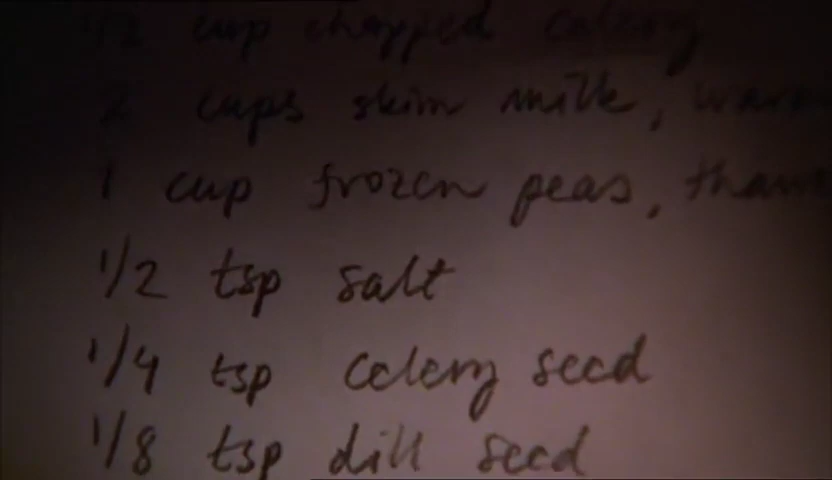 1/2 cup chopped celery
2 cups skim milk,
1 cup frozen peas,
1/2 tsp salt
1/4 tsp celery seed
1/8 tsp dill seed